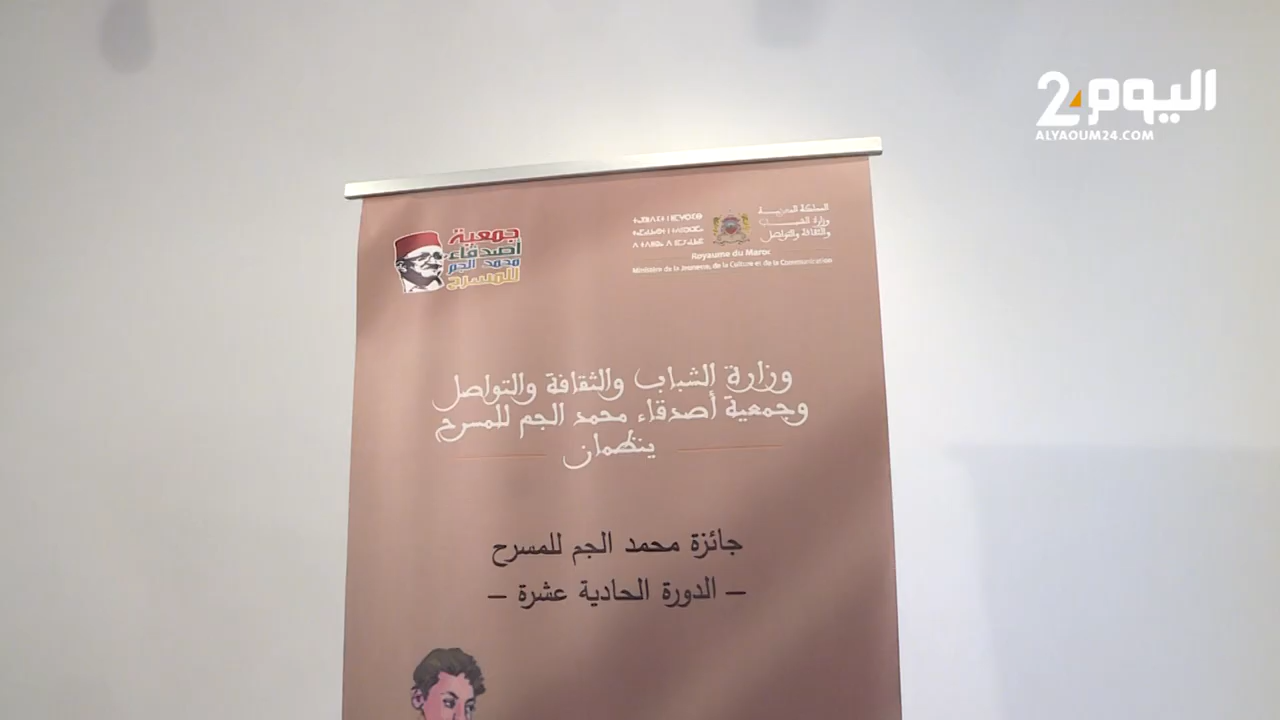 اليوم24
ALYAOUM24.COM
جمعية
أصدقاء
محمد الجم
للمسرح
المملكة المغربية
وزارة الشباب
والثقافة والتواصل
Royaume du Maroc
Ministère de la Jeunesse, de la Culture et de la Communication
وزارة الشباب والثقافة والتواصل
وجمعية أصدقاء محمد الجم للمسرح
ينظمان
جائزة محمد الجم للمسرح
– الدورة الحادية عشرة –